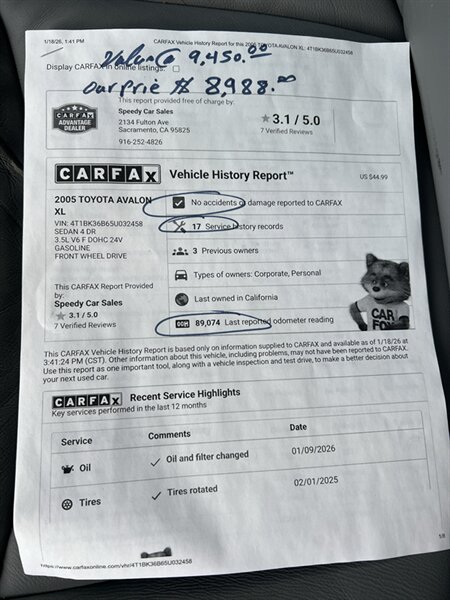 1/18/26, 1:41 PM CARFAX Vehicle History Report for this 2005 TOYOTA AVALON XL: 4T1BK36B65U032458
Value @ 9,450.00
Display CARFAX in online listings:
Our Price $ 8,988.00
This report provided free of charge by:
CARFAX
ADVANTAGE
DEALER
Speedy Car Sales
2134 Fulton Ave
Sacramento, CA 95825
916-252-4826
3.1 / 5.0
7 Verified Reviews
CARFAX Vehicle History Report™
US $44.99
2005 TOYOTA AVALON
XL
VIN: 4T1BK36B65U032458
SEDAN 4 DR
3.5L V6 F DOHC 24V
GASOLINE
FRONT WHEEL DRIVE
This CARFAX Report Provided
by:
Speedy Car Sales
3.1 / 5.0
7 Verified Reviews
No accidents or damage reported to CARFAX
17 Service history records
3 Previous owners
Types of owners: Corporate, Personal
Last owned in California
89,074 Last reported odometer reading
CAR
FOX
This CARFAX Vehicle History Report is based only on information supplied to CARFAX and available as of 1/18/26 at
3:41:24 PM (CST). Other information about this vehicle, including problems, may not have been reported to CARFAX.
Use this report as one important tool, along with a vehicle inspection and test drive, to make a better decision about
your next used car.
CARFAX Recent Service Highlights
Key services performed in the last 12 months
Service Comments Date
Oil Oil and filter changed 01/09/2026
Tires Tires rotated 02/01/2025
https://www.carfaxonline.com/vhr/4T1BK36B65U032458
1/8